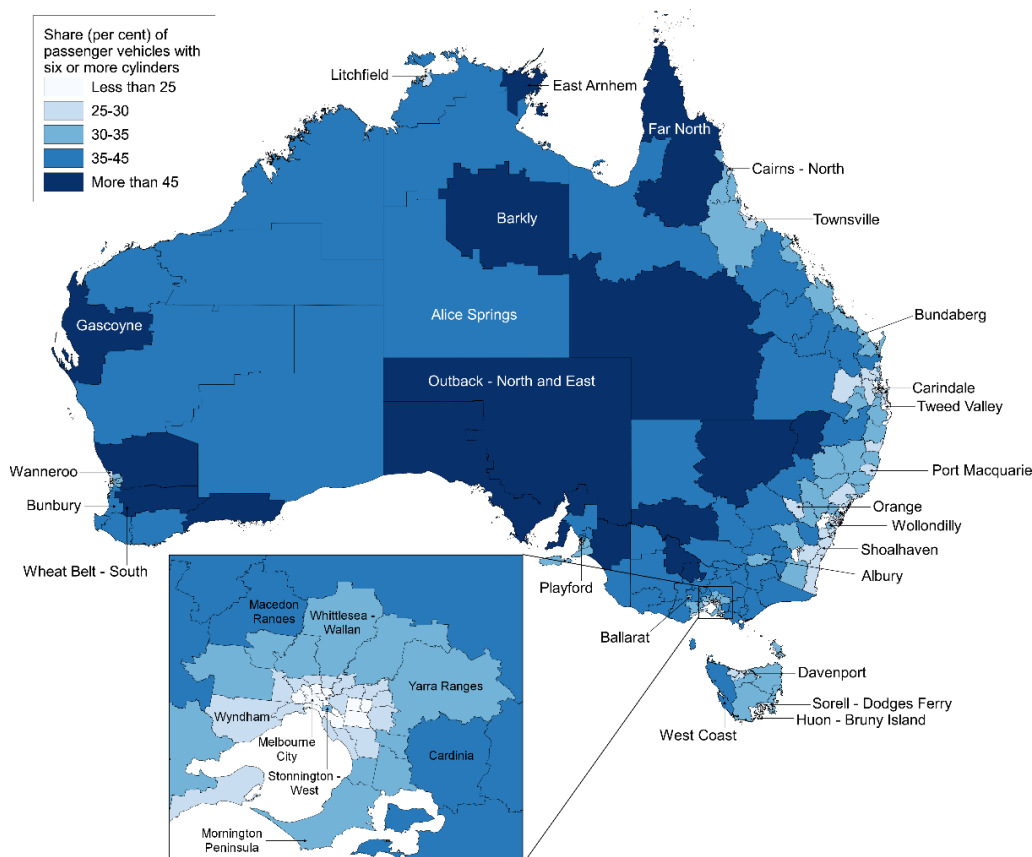 Share (per cent) of
passenger vehicles with
six or more cylinders
Less than 25
25-30
30-35
35-45
More than 45
Litchfield
East Arnhem
Far North
Cairns - North
Barkly
Townsville
Gascoyne
Alice Springs
Bundaberg
Outback - North and East
Carindale
Tweed Valley
Wanneroo
Port Macquarie
Bunbury
Orange
Wollondilly
Shoalhaven
Wheat Belt - South
Playford
Albury
Macedon
Ranges
Whittlesea -
Wallan
Ballarat
Yarra Ranges
Davenport
Wyndham
Sorell - Dodges Ferry
Huon - Bruny Island
West Coast
Melbourne
City
Cardinia
Stonnington -
West
Mornington
Peninsula